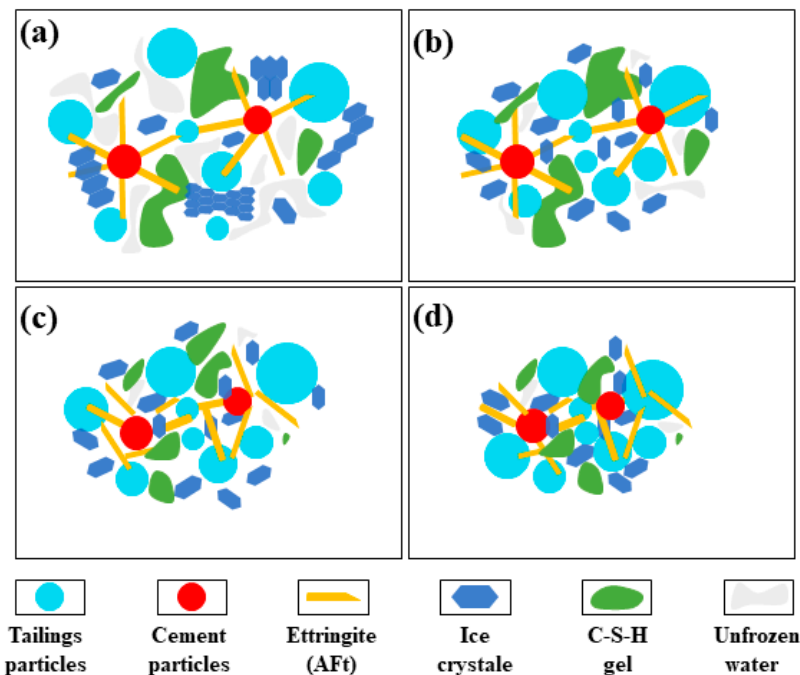 (a)
(b)
(c)
(d)
Tailings particles
Cement particles
Ettringite (AFt)
Ice crystale
C-S-H gel
Unfrozen water